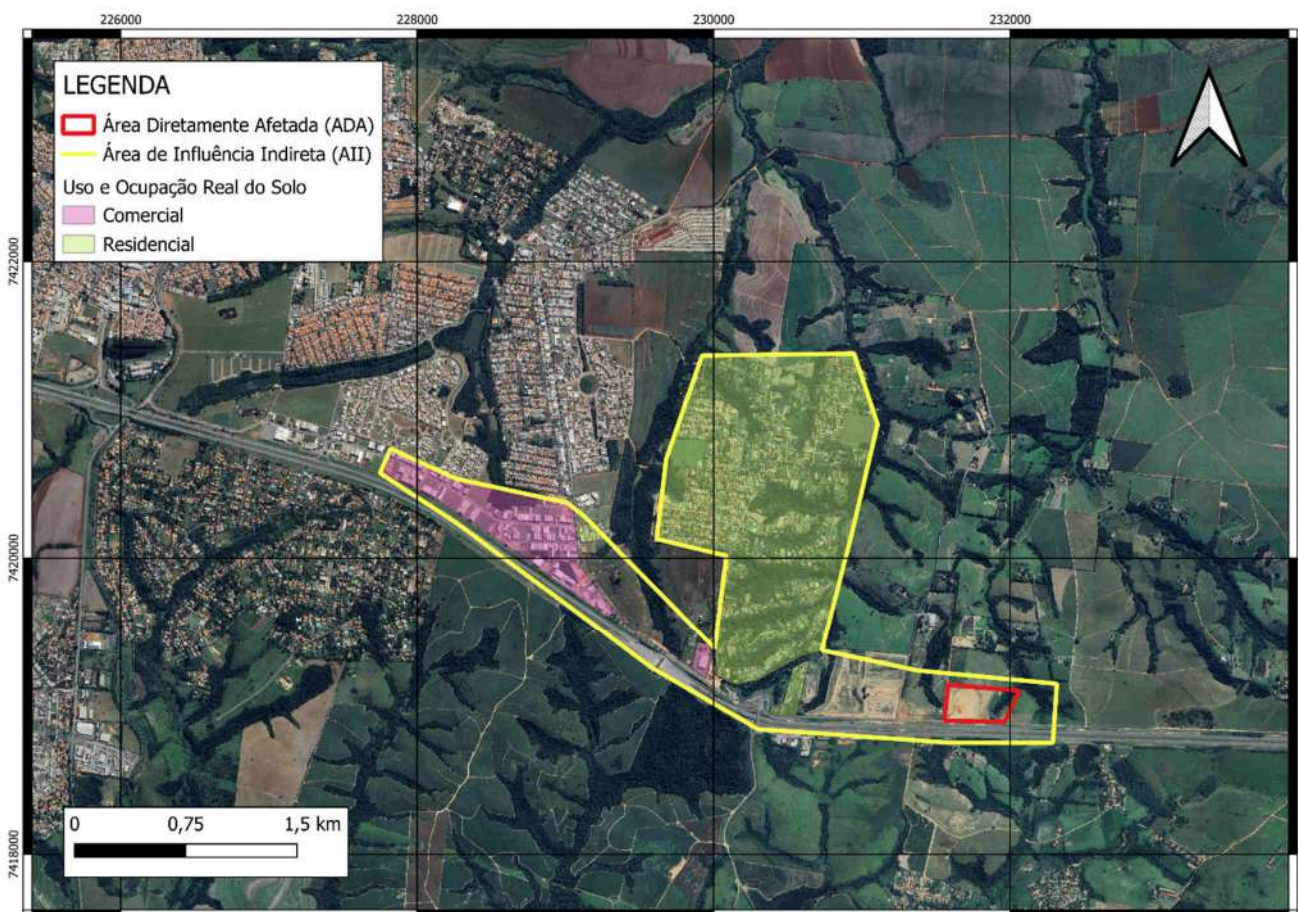 226000 228000 230000 232000
LEGENDA
Área Diretamente Afetada (ADA)
Área de Influência Indireta (AII)
Uso e Ocupação Real do Solo
Comercial
Residencial
7422000
7420000
7418000
0 0,75 1,5 km